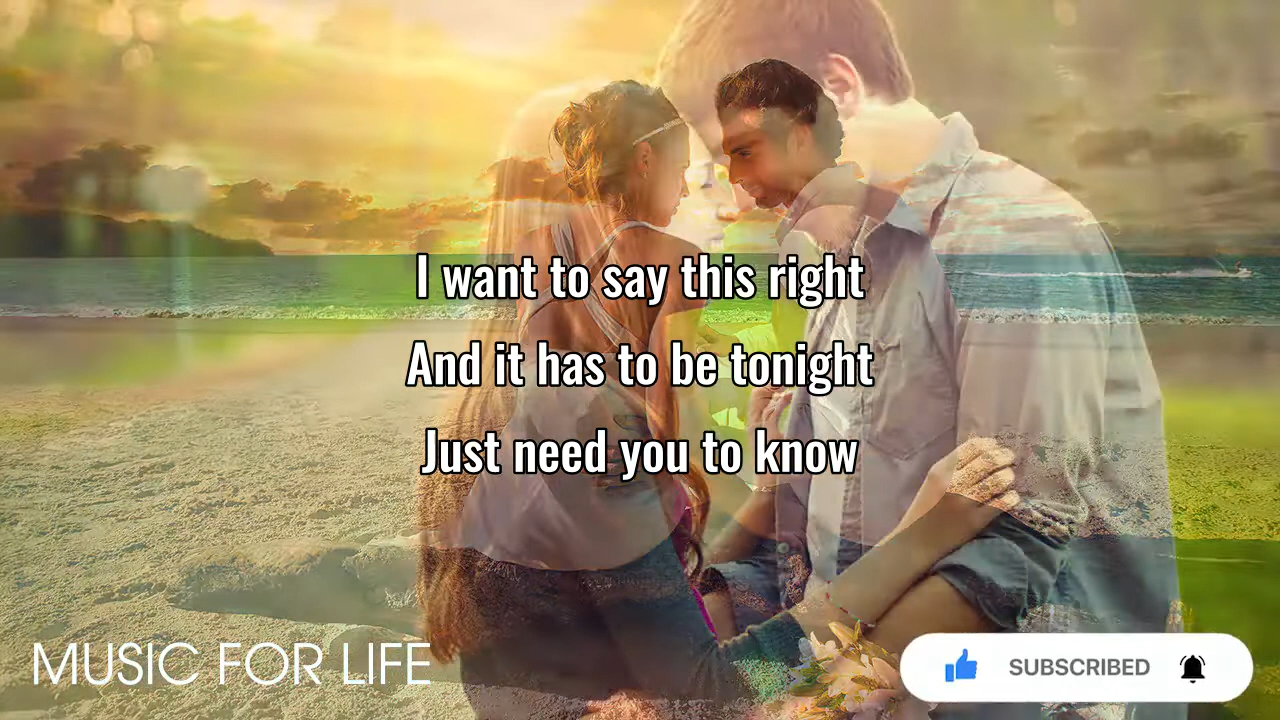 I want to say this right
And it has to be tonight
Just need you to know
MUSIC FOR LIFE
SUBSCRIBED